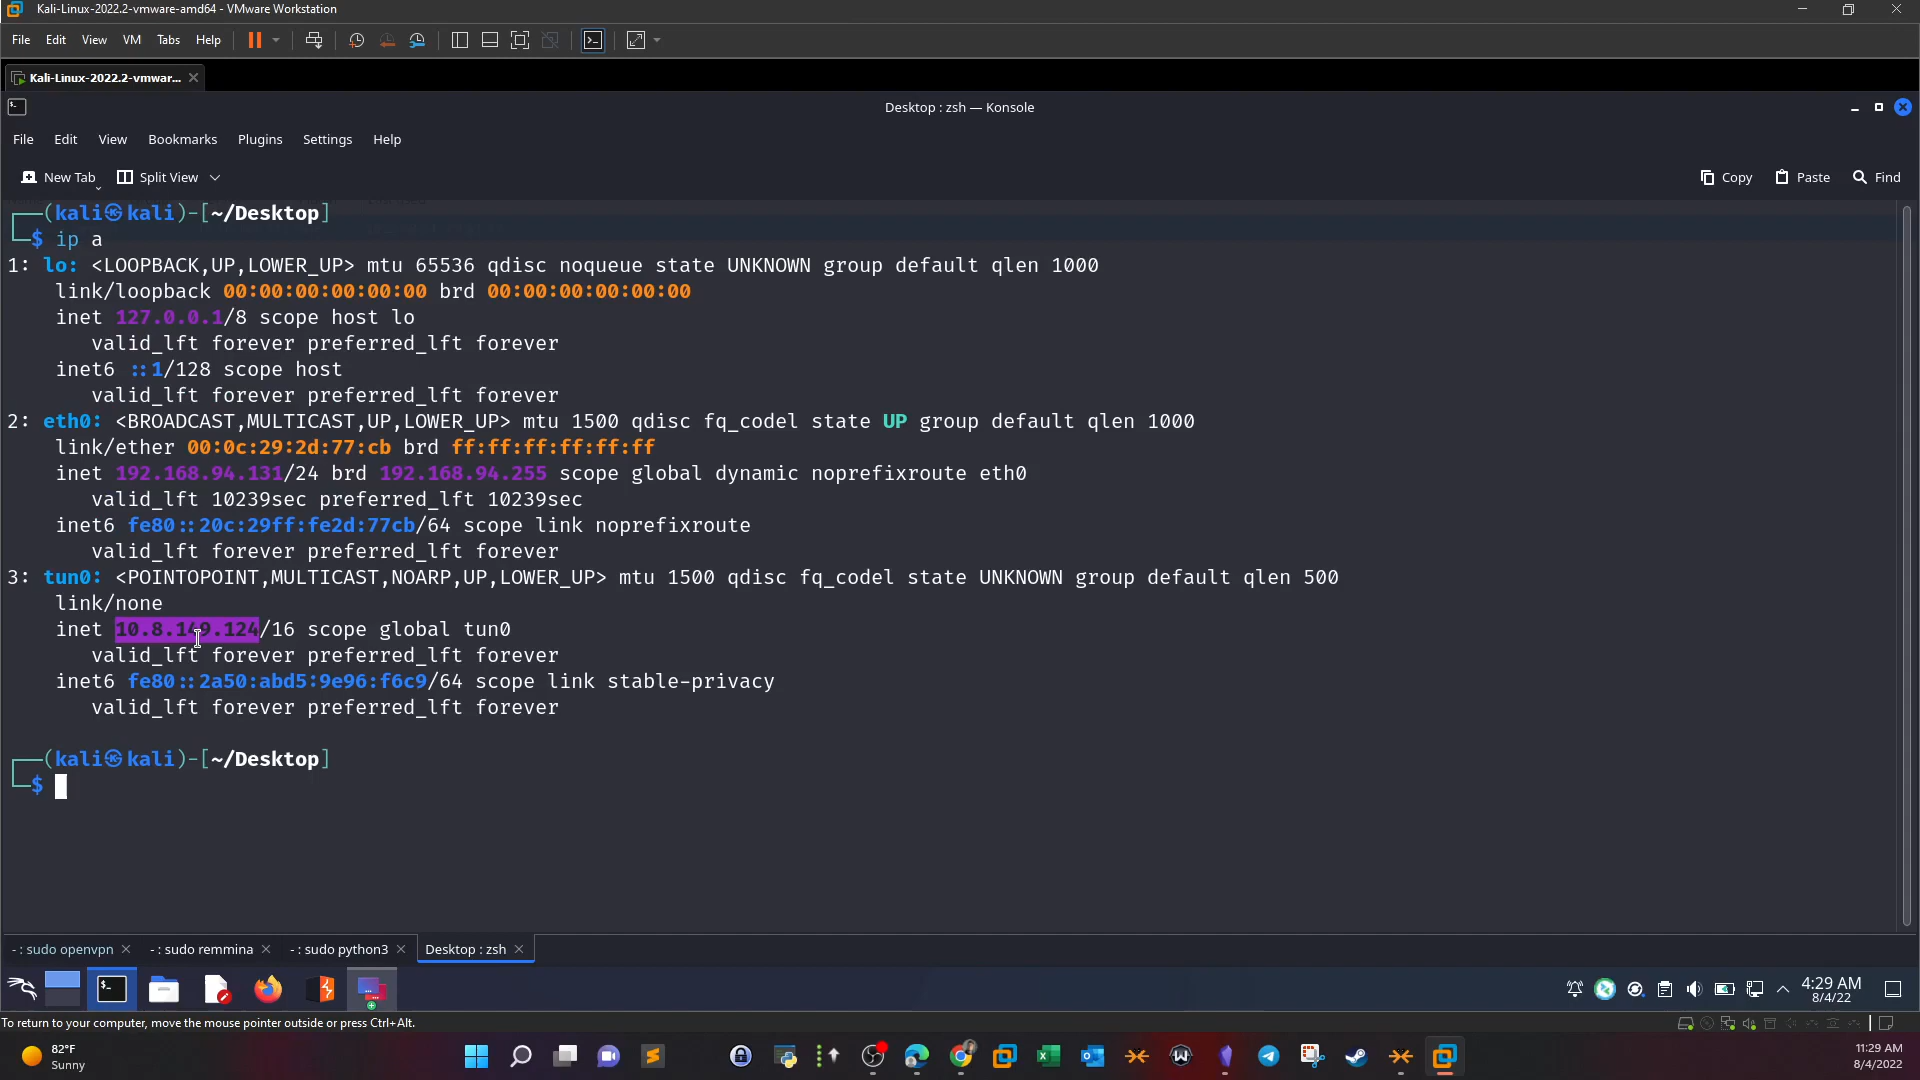 Kali-Linux-2022.2-vmware-amd64 - VMware Workstation
File Edit View VM Tabs Help
Kali-Linux-2022.2-vmwar...
Desktop : zsh — Konsole
File Edit View Bookmarks Plugins Settings Help
New Tab Split View Copy Paste Find
(kali㉿kali)-[~/Desktop]
$ ip a
1: lo: <LOOPBACK,UP,LOWER_UP> mtu 65536 qdisc noqueue state UNKNOWN group default qlen 1000
link/loopback 00:00:00:00:00:00 brd 00:00:00:00:00:00
inet 127.0.0.1/8 scope host lo
valid_lft forever preferred_lft forever
inet6 ::1/128 scope host
valid_lft forever preferred_lft forever
2: eth0: <BROADCAST,MULTICAST,UP,LOWER_UP> mtu 1500 qdisc fq_codel state UP group default qlen 1000
link/ether 00:0c:29:2d:77:cb brd ff:ff:ff:ff:ff:ff
inet 192.168.94.131/24 brd 192.168.94.255 scope global dynamic noprefixroute eth0
valid_lft 10239sec preferred_lft 10239sec
inet6 fe80::20c:29ff:fe2d:77cb/64 scope link noprefixroute
valid_lft forever preferred_lft forever
3: tun0: <POINTOPOINT,MULTICAST,NOARP,UP,LOWER_UP> mtu 1500 qdisc fq_codel state UNKNOWN group default qlen 500
link/none
inet 10.8.149.124/16 scope global tun0
valid_lft forever preferred_lft forever
inet6 fe80::2a50:abd5:9e96:f6c9/64 scope link stable-privacy
valid_lft forever preferred_lft forever
(kali㉿kali)-[~/Desktop]
$
- : sudo openvpn - : sudo remmina - : sudo python3 Desktop : zsh
4:29 AM
8/4/22
To return to your computer, move the mouse pointer outside or press Ctrl+Alt.
82°F
Sunny
11:29 AM
8/4/2022